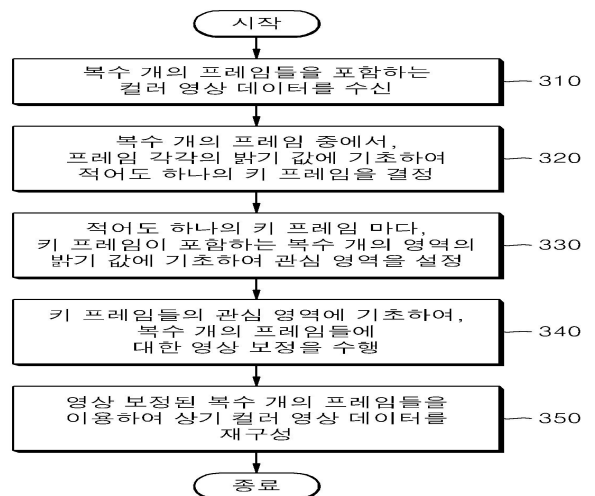 시작
복수 개의 프레임들을 포함하는
컬러 영상 데이터를 수신
310
복수 개의 프레임 중에서,
프레임 각각의 밝기 값에 기초하여
적어도 하나의 키 프레임을 결정
320
적어도 하나의 키 프레임 마다,
키 프레임이 포함하는 복수 개의 영역의
밝기 값에 기초하여 관심 영역을 설정
330
키 프레임들의 관심 영역에 기초하여,
복수 개의 프레임들에
대한 영상 보정을 수행
340
영상 보정된 복수 개의 프레임들을
이용하여 상기 컬러 영상 데이터를
재구성
350
종료